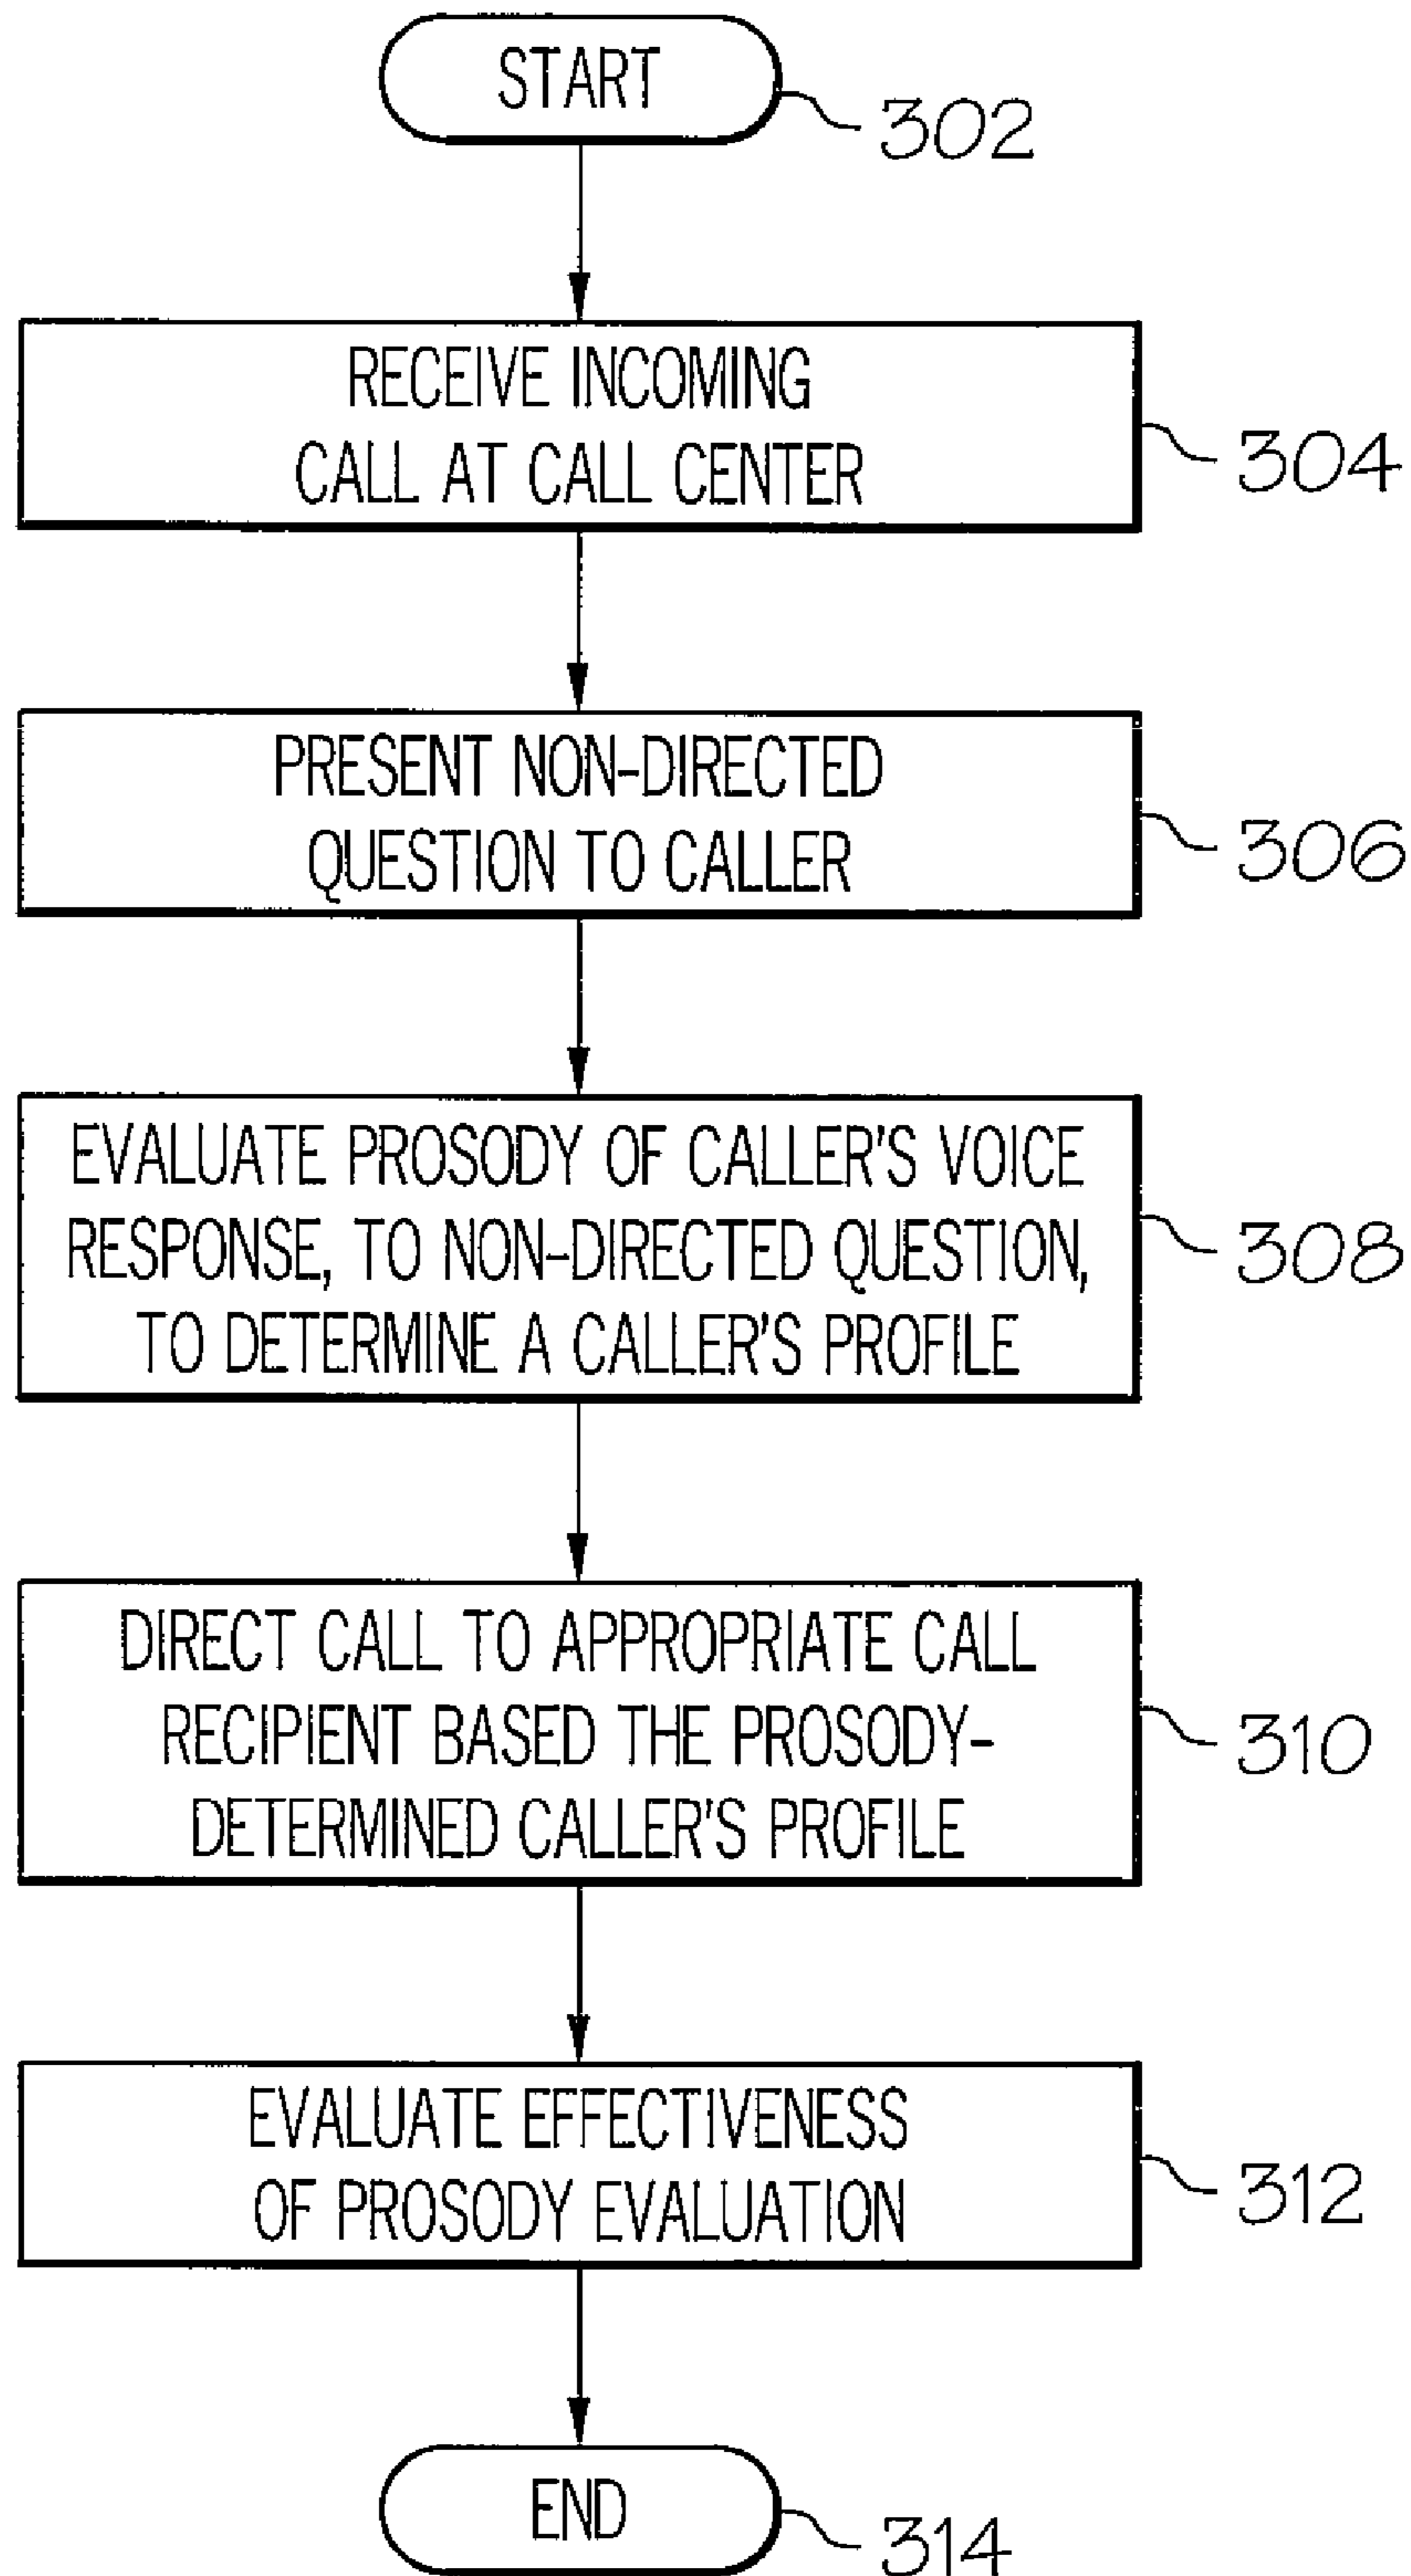 START
302
RECEIVE INCOMING
CALL AT CALL CENTER
304
PRESENT NON-DIRECTED
QUESTION TO CALLER
306
EVALUATE PROSODY OF CALLER'S VOICE
RESPONSE, TO NON-DIRECTED QUESTION,
TO DETERMINE A CALLER'S PROFILE
308
DIRECT CALL TO APPROPRIATE CALL
RECIPIENT BASED THE PROSODY-
DETERMINED CALLER'S PROFILE
310
EVALUATE EFFECTIVENESS
OF PROSODY EVALUATION
312
END
314